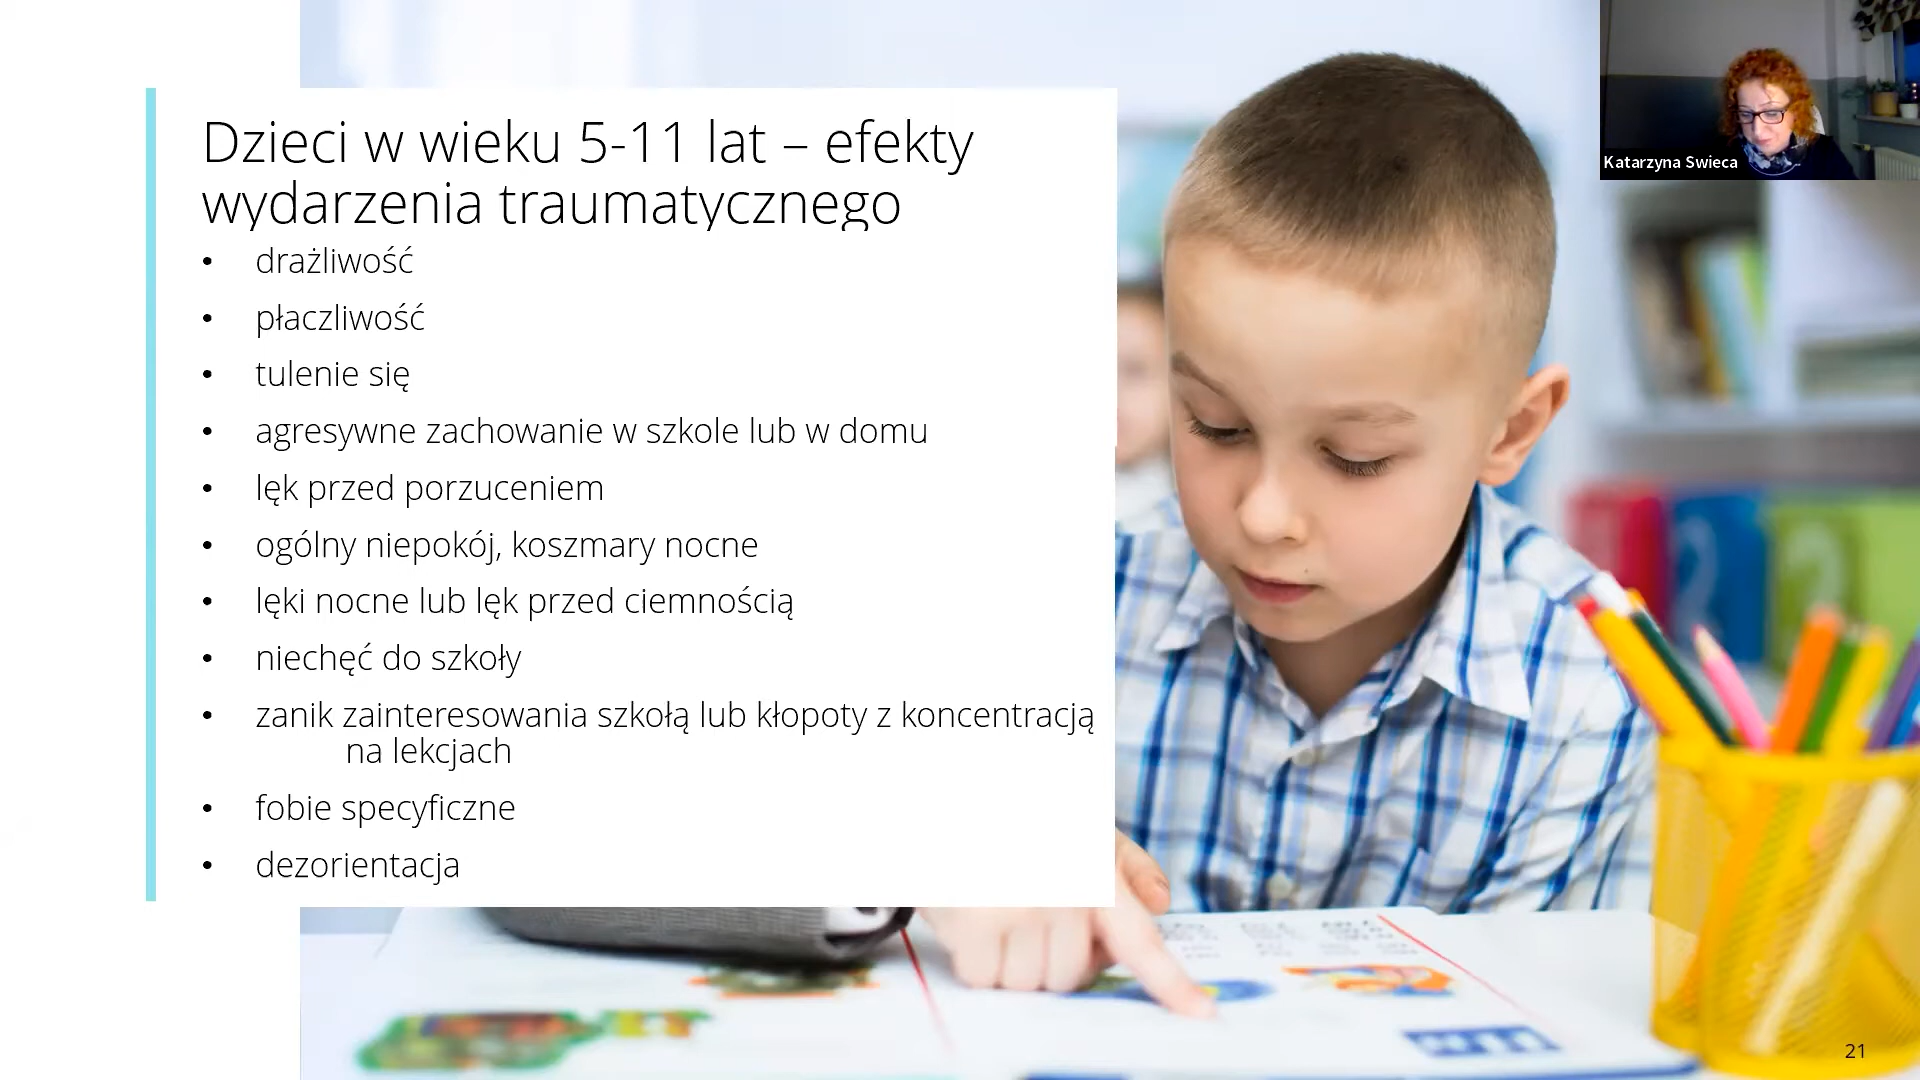 Dzieci w wieku 5-11 lat – efekty
wydarzenia traumatycznego
• drażliwość
• płaczliwość
• tulenie się
• agresywne zachowanie w szkole lub w domu
• lęk przed porzuceniem
• ogólny niepokój, koszmary nocne
• lęki nocne lub lęk przed ciemnością
• niechęć do szkoły
• zanik zainteresowania szkołą lub kłopoty z koncentracją
na lekcjach
• fobie specyficzne
• dezorientacja
Katarzyna Swieca
21